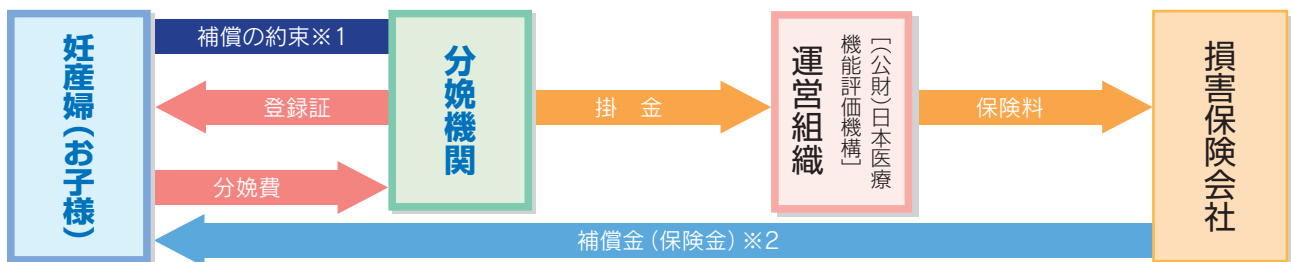 妊産婦(お子様)
補償の約束※1
登録証
分娩費
分娩機関
掛　金
運営組織
[(公財)日本医療
機能評価機構]
保険料
損害保険会社
補償金(保険金)※2